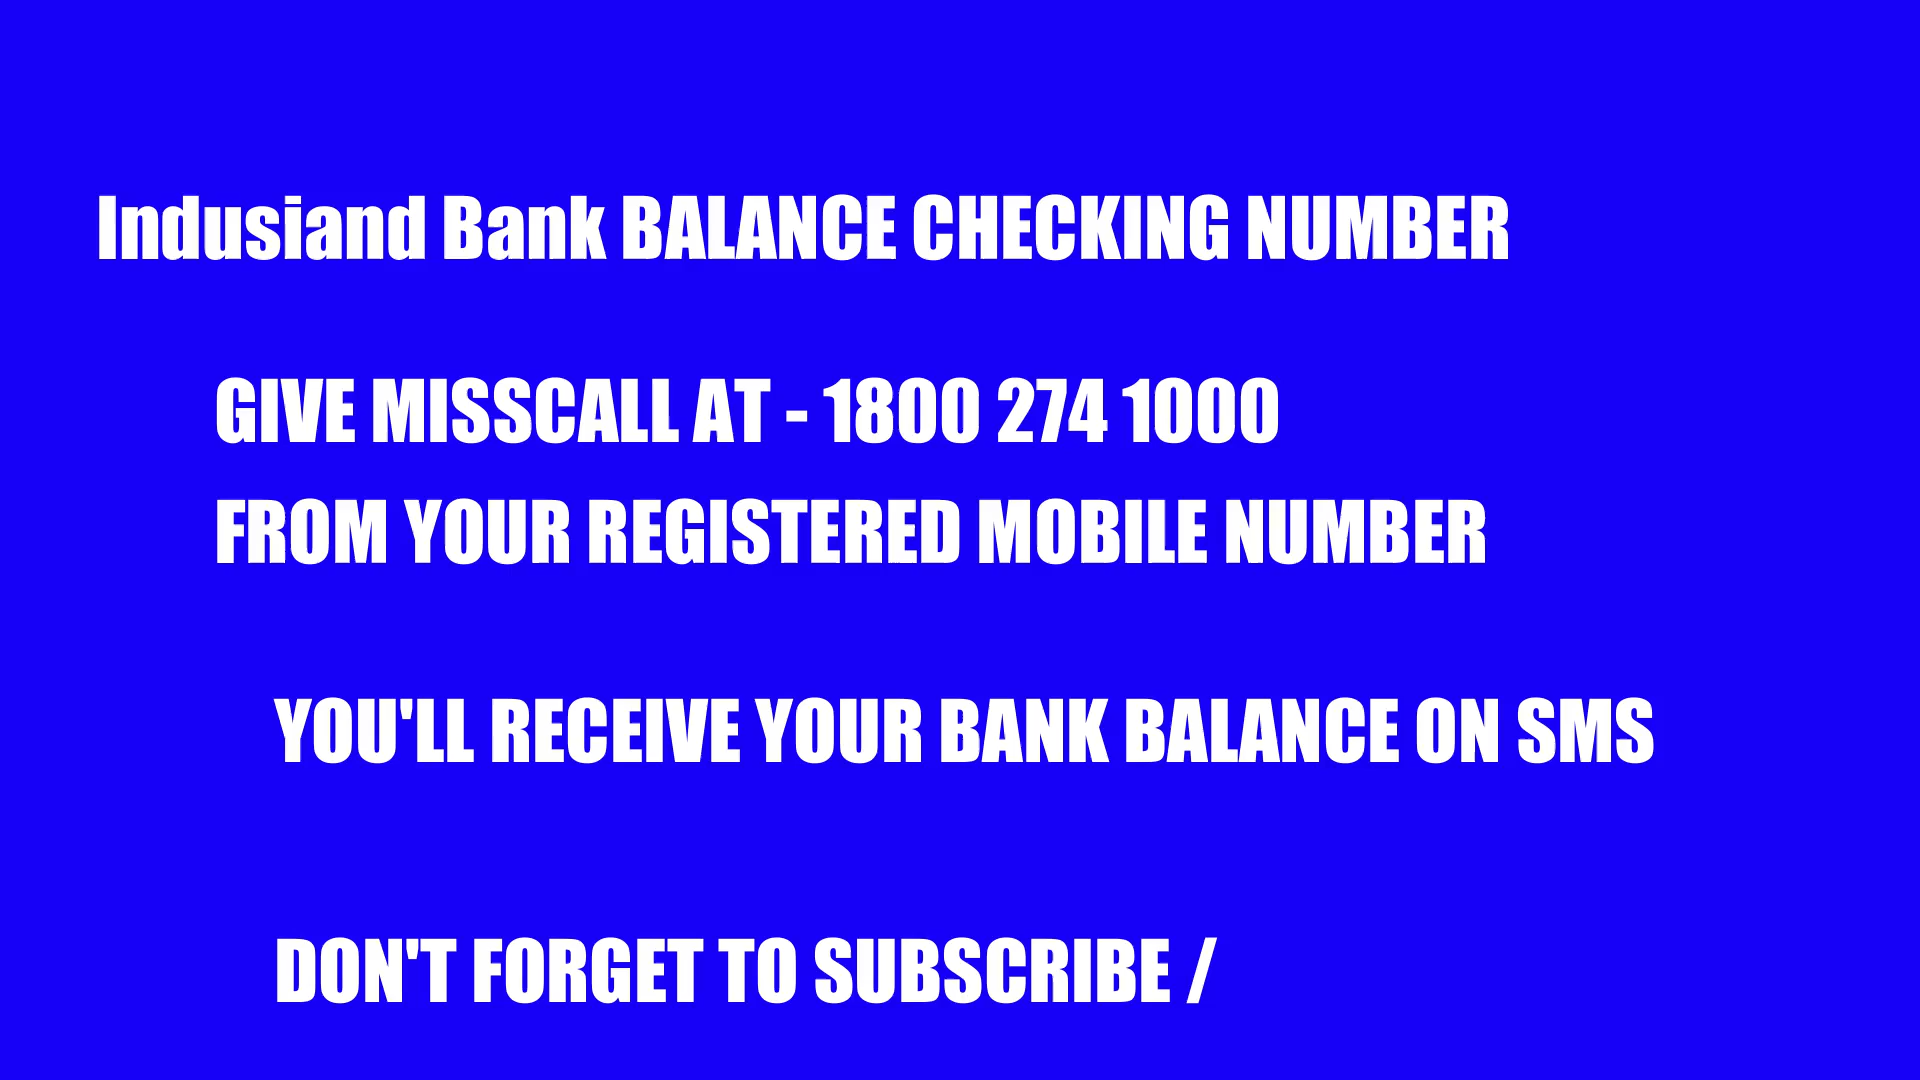 Indusiand Bank BALANCE CHECKING NUMBER
GIVE MISSCALL AT - 1800 274 1000
FROM YOUR REGISTERED MOBILE NUMBER
YOU'LL RECEIVE YOUR BANK BALANCE ON SMS
DON'T FORGET TO SUBSCRIBE /